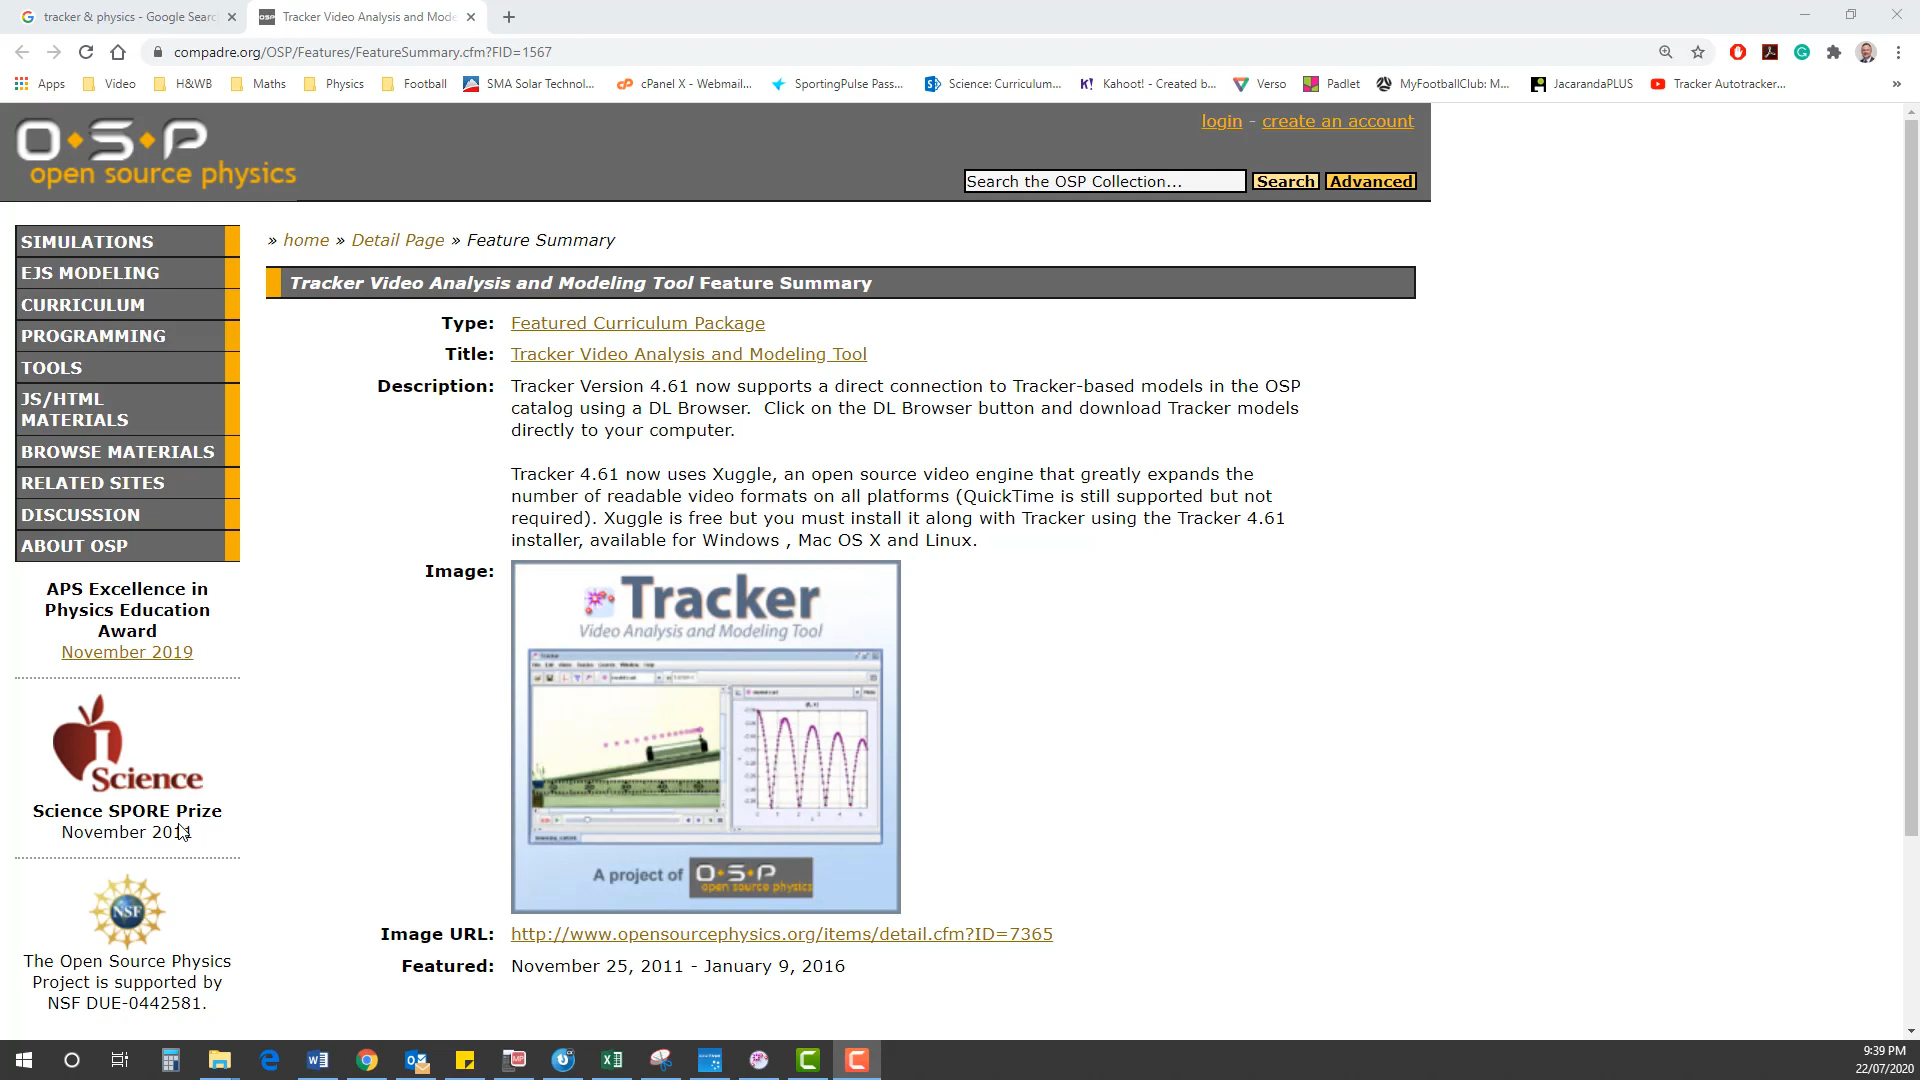 tracker & physics - Google Searc
Tracker Video Analysis and Mode
compadre.org/OSP/Features/FeatureSummary.cfm?FID=1567
Apps
Video
H&WB
Maths
Physics
Football
SMA Solar Technol...
cPanel X - Webmail...
SportingPulse Pass...
Science: Curriculum...
Kahoot! - Created b...
Verso
Padlet
MyFootballClub: M...
JacarandaPLUS
Tracker Autotracker...
»
O S P
open source physics
login - create an account
Search the OSP Collection... Search Advanced
SIMULATIONS
EJS MODELING
CURRICULUM
PROGRAMMING
TOOLS
JS/HTML
MATERIALS
BROWSE MATERIALS
RELATED SITES
DISCUSSION
ABOUT OSP
APS Excellence in
Physics Education
Award
November 2019
I
Science
Science SPORE Prize
November 2011
NSF
The Open Source Physics
Project is supported by
NSF DUE-0442581.
» home » Detail Page » Feature Summary
Tracker Video Analysis and Modeling Tool Feature Summary
Type: Featured Curriculum Package
Title: Tracker Video Analysis and Modeling Tool
Description: Tracker Version 4.61 now supports a direct connection to Tracker-based models in the OSP
catalog using a DL Browser. Click on the DL Browser button and download Tracker models
directly to your computer.
Tracker 4.61 now uses Xuggle, an open source video engine that greatly expands the
number of readable video formats on all platforms (QuickTime is still supported but not
required). Xuggle is free but you must install it along with Tracker using the Tracker 4.61
installer, available for Windows , Mac OS X and Linux.
Image:
Tracker
Video Analysis and Modeling Tool
A project of O S P
open source physics
Image URL: http://www.opensourcephysics.org/items/detail.cfm?ID=7365
Featured: November 25, 2011 - January 9, 2016
9:39 PM
22/07/2020